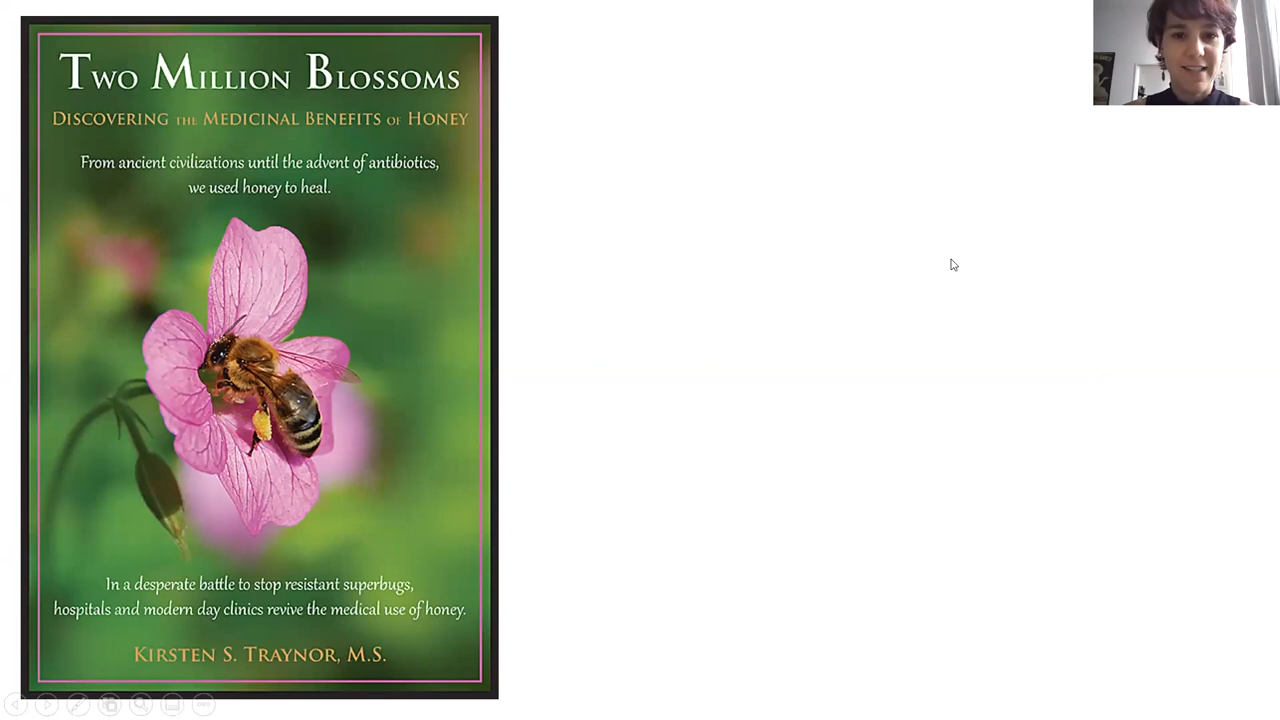 Two Million Blossoms
Discovering the Medicinal Benefits of Honey
From ancient civilizations until the advent of antibiotics,
we used honey to heal.
In a desperate battle to stop resistant superbugs,
hospitals and modern day clinics revive the medical use of honey.
Kirsten S. Traynor, M.S.